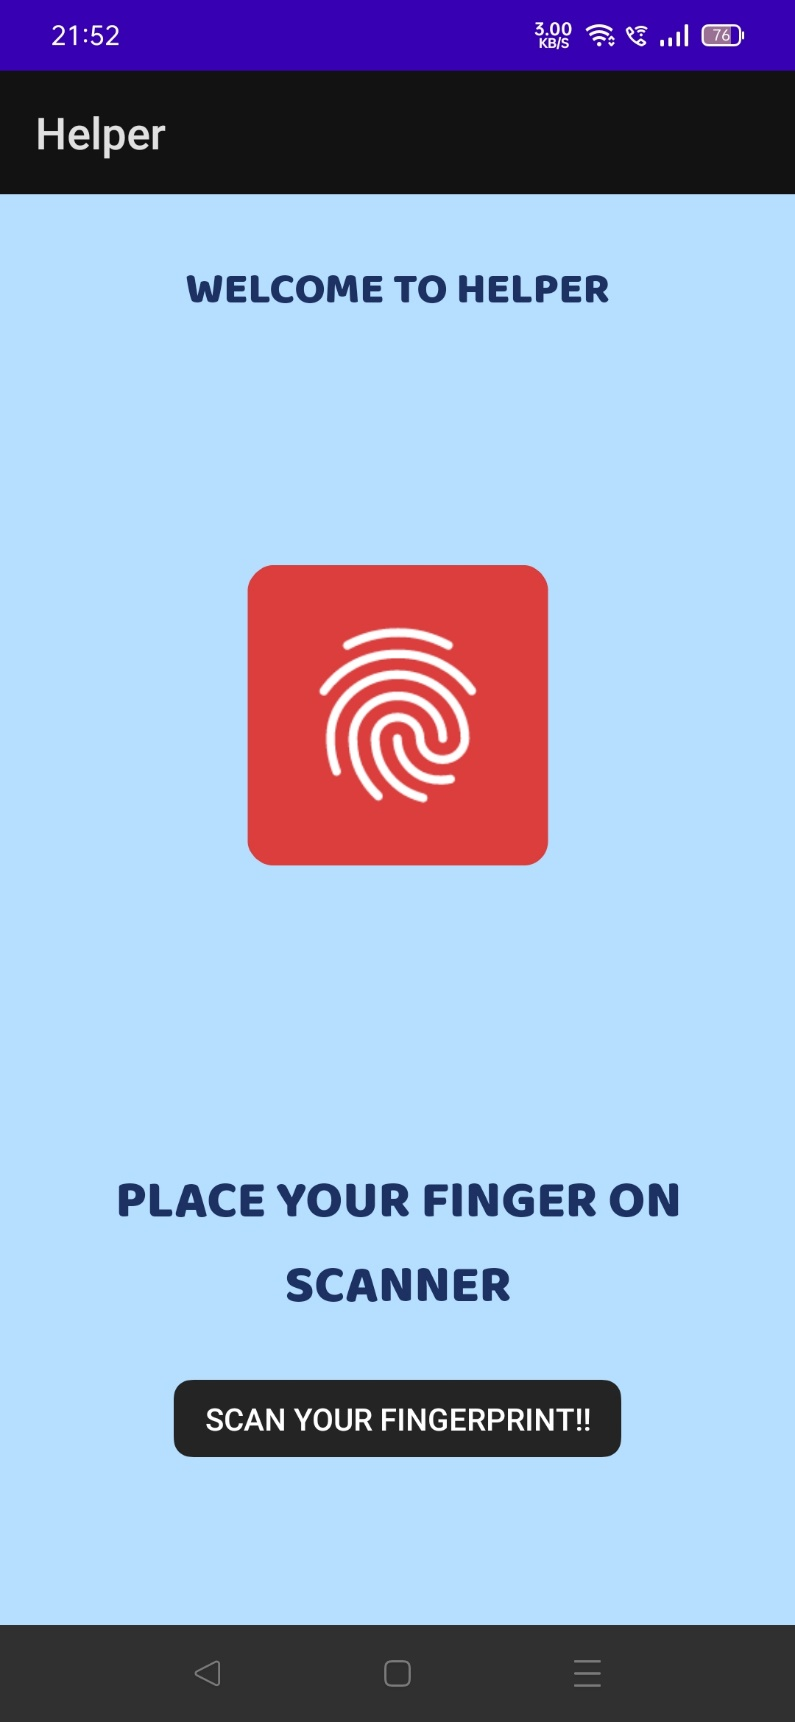 21:52
3.00
KB/S
76
Helper
WELCOME TO HELPER
PLACE YOUR FINGER ON
SCANNER
SCAN YOUR FINGERPRINT!!